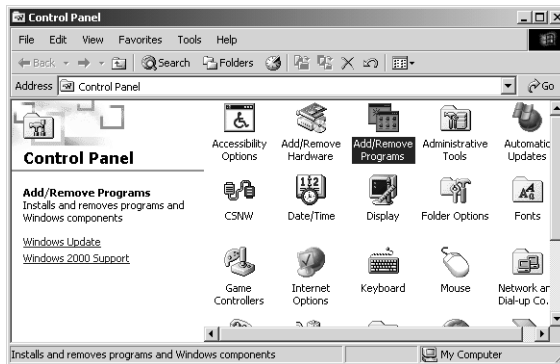 Control Panel
File Edit View Favorites Tools Help
Back Search Folders
Address Control Panel Go
Control Panel
Add/Remove Programs
Installs and removes programs and
Windows components
Windows Update
Windows 2000 Support
Accessibility
Options
Add/Remove
Hardware
Add/Remove
Programs
Administrative
Tools
Automatic
Updates
CSNW
Date/Time
Display
Folder Options
Fonts
Game
Controllers
Internet
Options
Keyboard
Mouse
Network an
Dial-up Co.
Installs and removes programs and Windows components
My Computer